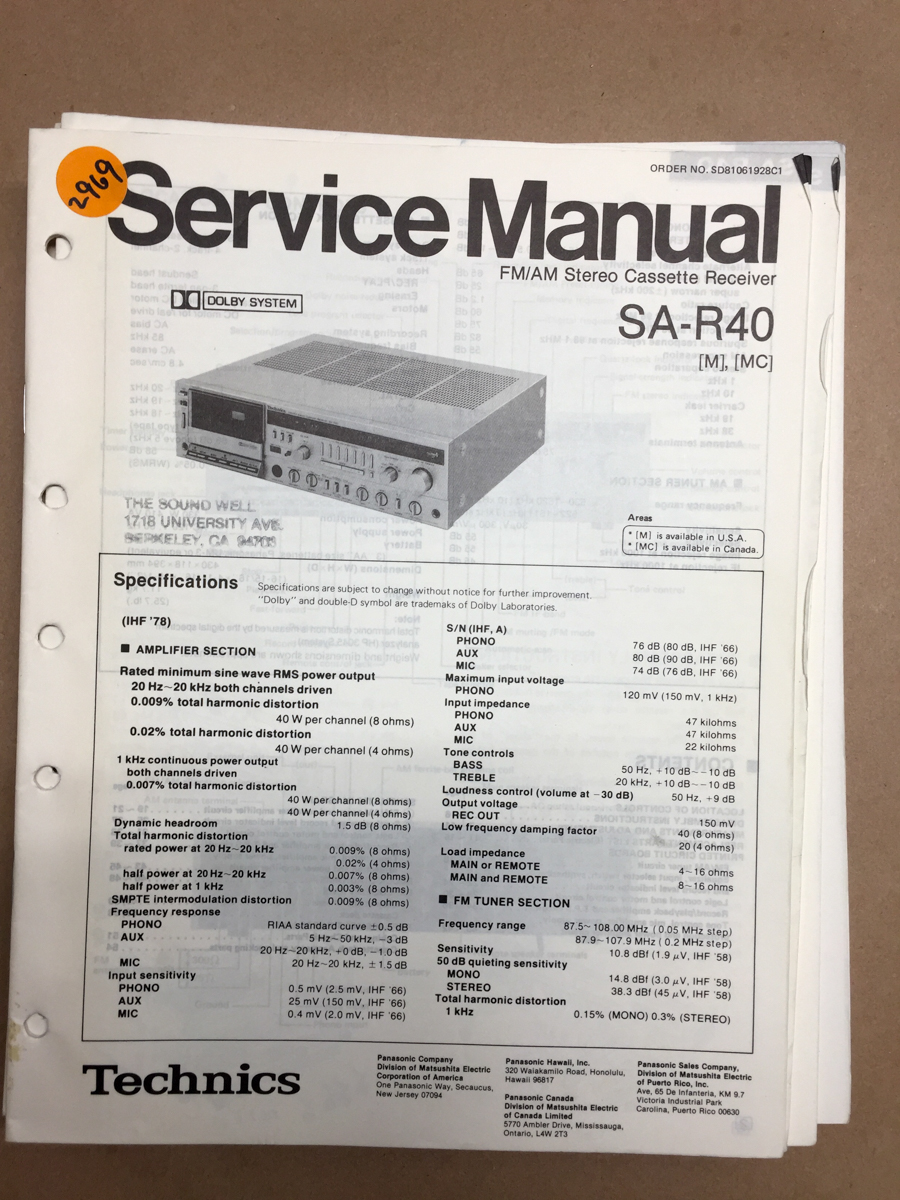 2969
ORDER NO. SD81061928C1
Service Manual
FM/AM Stereo Cassette Receiver
DOLBY SYSTEM
SA-R40
[M], [MC]
THE SOUND WELL
1718 UNIVERSITY AVE.
BERKELEY, CA 94703
Areas
* [M] is available in U.S.A.
* [MC] is available in Canada.
Specifications
Specifications are subject to change without notice for further improvement.
"Dolby" and double-D symbol are trademaks of Dolby Laboratories.
(IHF '78)
■ AMPLIFIER SECTION
Rated minimum sine wave RMS power output
20 Hz~20 kHz both channels driven
0.009% total harmonic distortion
40 W per channel (8 ohms)
0.02% total harmonic distortion
40 W per channel (4 ohms)
1 kHz continuous power output
both channels driven
0.007% total harmonic distortion
40 W per channel (8 ohms)
40 W per channel (4 ohms)
Dynamic headroom 1.5 dB (8 ohms)
Total harmonic distortion
rated power at 20 Hz~20 kHz 0.009% (8 ohms)
0.02% (4 ohms)
half power at 20 Hz~20 kHz 0.007% (8 ohms)
half power at 1 kHz 0.003% (8 ohms)
SMPTE intermodulation distortion 0.009% (8 ohms)
Frequency response
PHONO RIAA standard curve ±0.5 dB
AUX 5 Hz~50 kHz, −3 dB
20 Hz~20 kHz, +0 dB, −1.0 dB
MIC 20 Hz~20 kHz, ±1.5 dB
Input sensitivity
PHONO 0.5 mV (2.5 mV, IHF '66)
AUX 25 mV (150 mV, IHF '66)
MIC 0.4 mV (2.0 mV, IHF '66)
S/N (IHF, A)
PHONO 76 dB (80 dB, IHF '66)
AUX 80 dB (90 dB, IHF '66)
MIC 74 dB (76 dB, IHF '66)
Maximum input voltage
PHONO 120 mV (150 mV, 1 kHz)
Input impedance
PHONO 47 kilohms
AUX 47 kilohms
MIC 22 kilohms
Tone controls
BASS 50 Hz, +10 dB~−10 dB
TREBLE 20 kHz, +10 dB~−10 dB
Loudness control (volume at −30 dB) 50 Hz, +9 dB
Output voltage
REC OUT 150 mV
Low frequency damping factor 40 (8 ohms)
20 (4 ohms)
Load impedance
MAIN or REMOTE 4~16 ohms
MAIN and REMOTE 8~16 ohms
■ FM TUNER SECTION
Frequency range 87.5~108.00 MHz (0.05 MHz step)
87.9~107.9 MHz (0.2 MHz step)
Sensitivity 10.8 dBf (1.9 μV, IHF '58)
50 dB quieting sensitivity
MONO 14.8 dBf (3.0 μV, IHF '58)
STEREO 38.3 dBf (45 μV, IHF '58)
Total harmonic distortion
1 kHz 0.15% (MONO) 0.3% (STEREO)
Technics
Panasonic Company
Division of Matsushita Electric
Corporation of America
One Panasonic Way, Secaucus,
New Jersey 07094
Panasonic Hawaii, Inc.
320 Waiakamilo Road, Honolulu,
Hawaii 96817
Panasonic Canada
Division of Matsushita Electric
of Canada Limited
5770 Ambler Drive, Mississauga,
Ontario, L4W 2T3
Panasonic Sales Company,
Division of Matsushita Electric
of Puerto Rico, Inc.
Ave, 65 De Infanteria, KM 9.7
Victoria Industrial Park
Carolina, Puerto Rico 00630